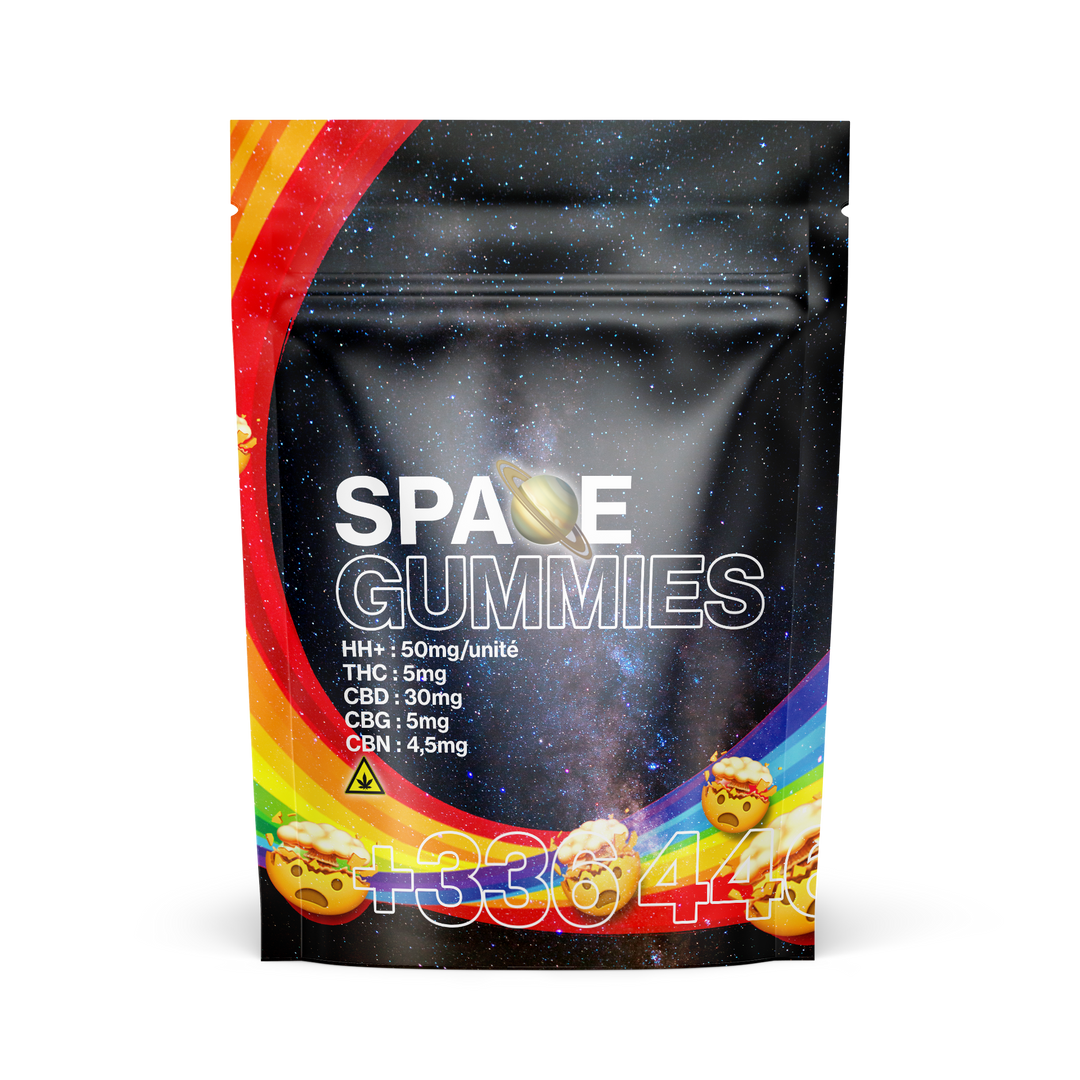 SPACE
GUMMIES
HH+ : 50mg/unité
THC : 5mg
CBD : 30mg
CBG : 5mg
CBN : 4,5mg
+336 44